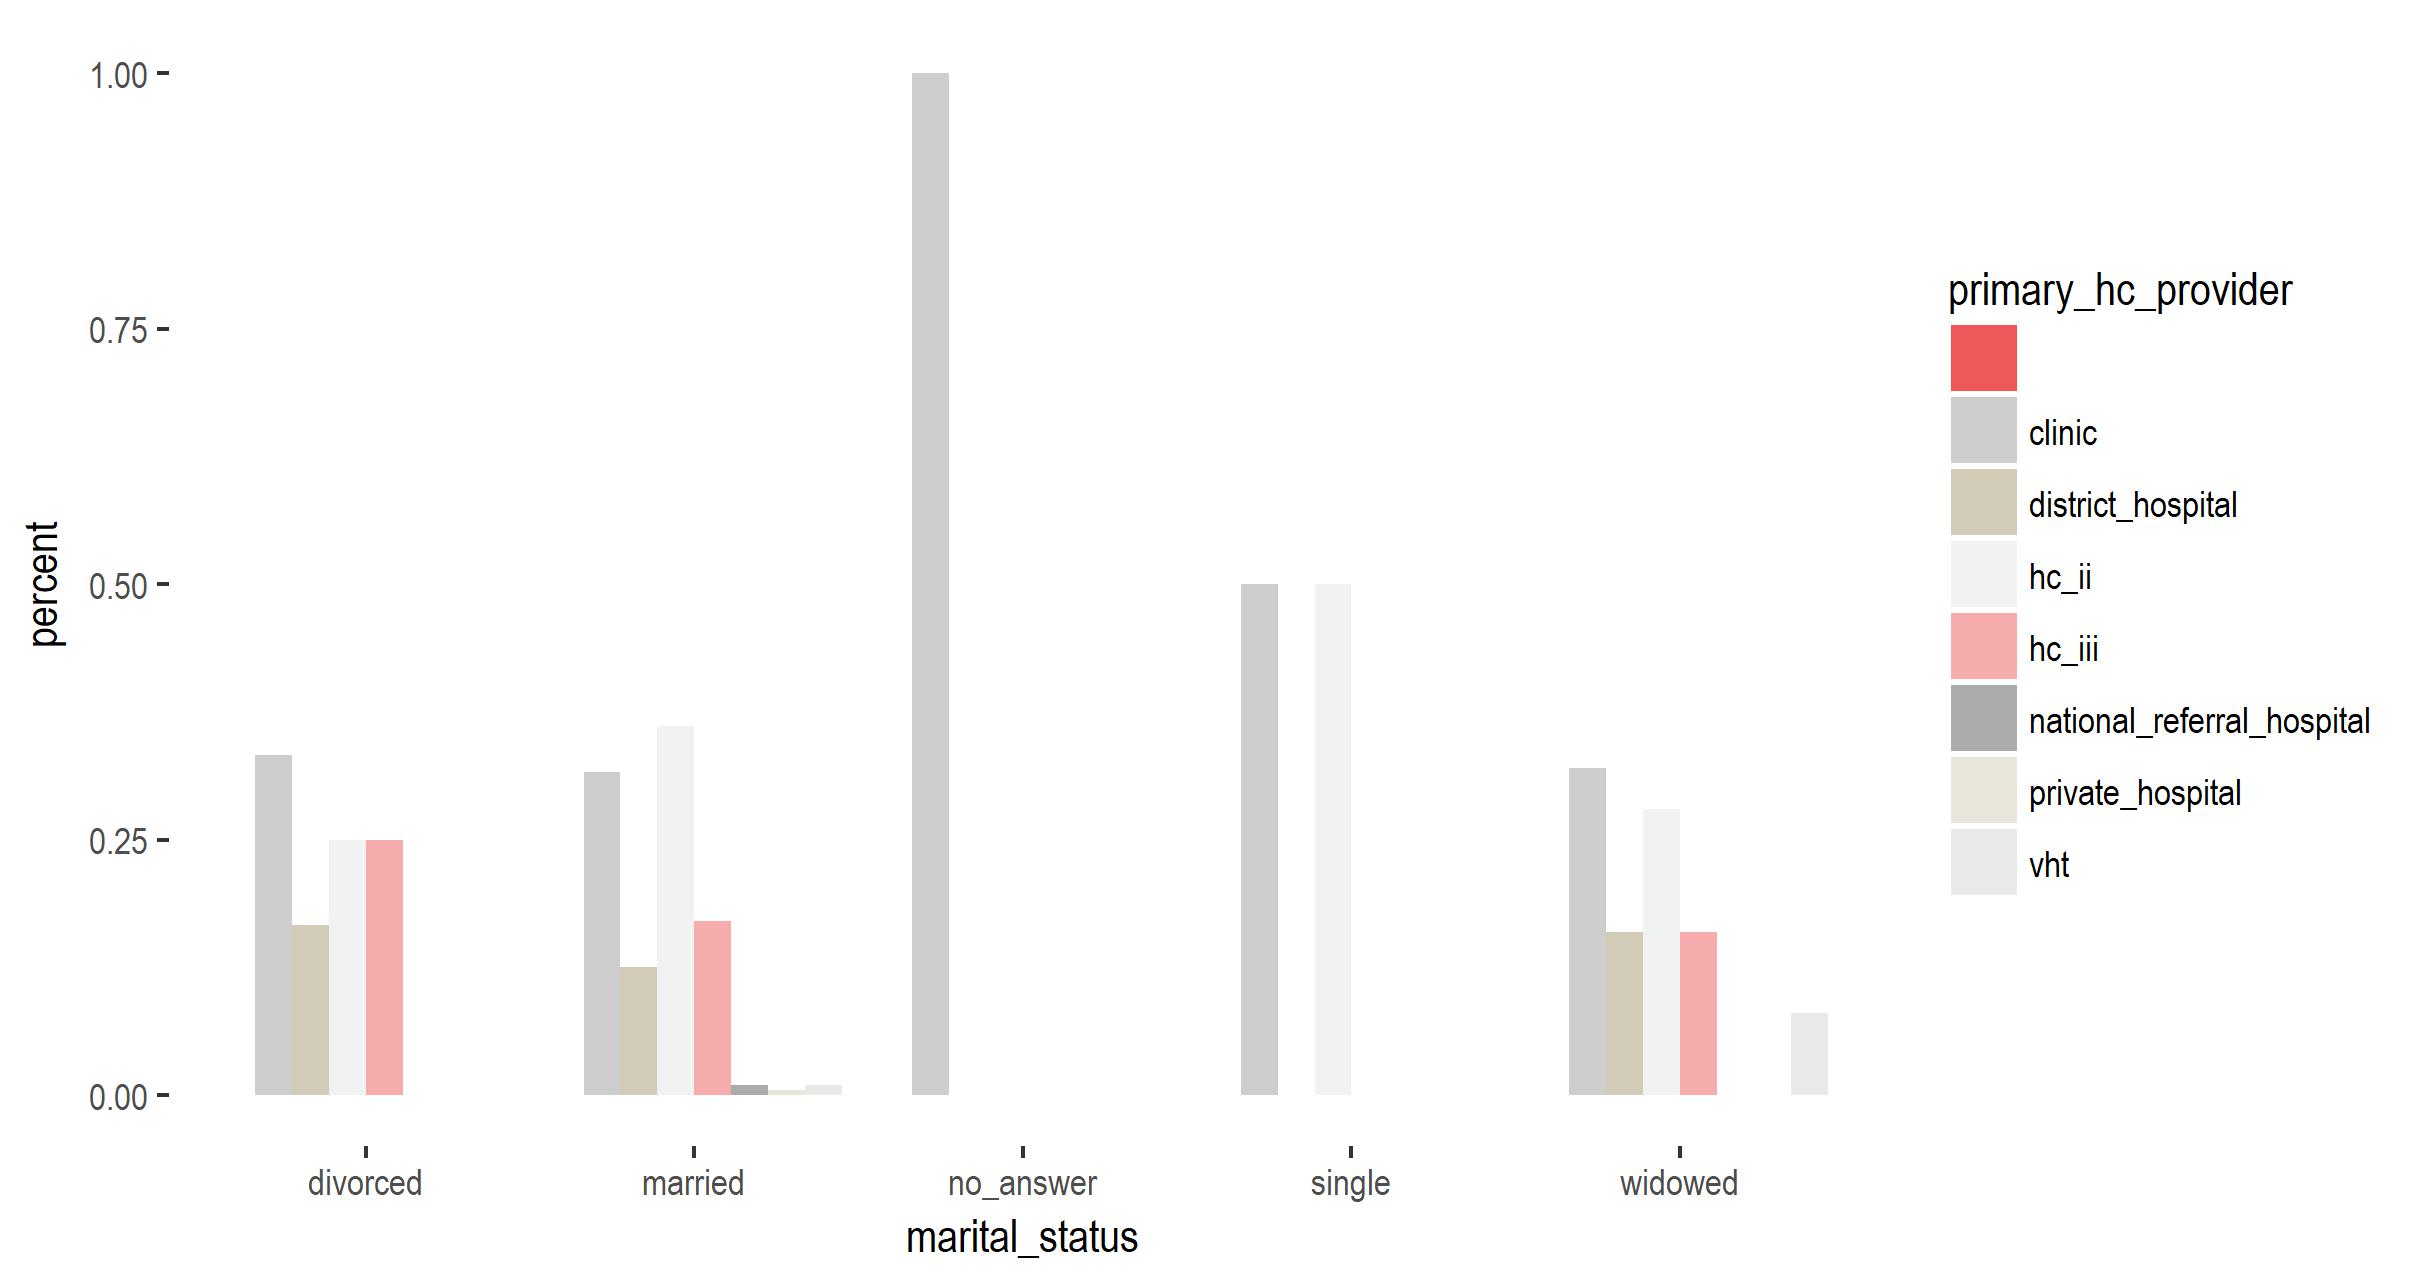 1.00
0.75
0.50
0.25
0.00
percent
divorced
married
no_answer
single
widowed
marital_status
primary_hc_provider
clinic
district_hospital
hc_ii
hc_iii
national_referral_hospital
private_hospital
vht